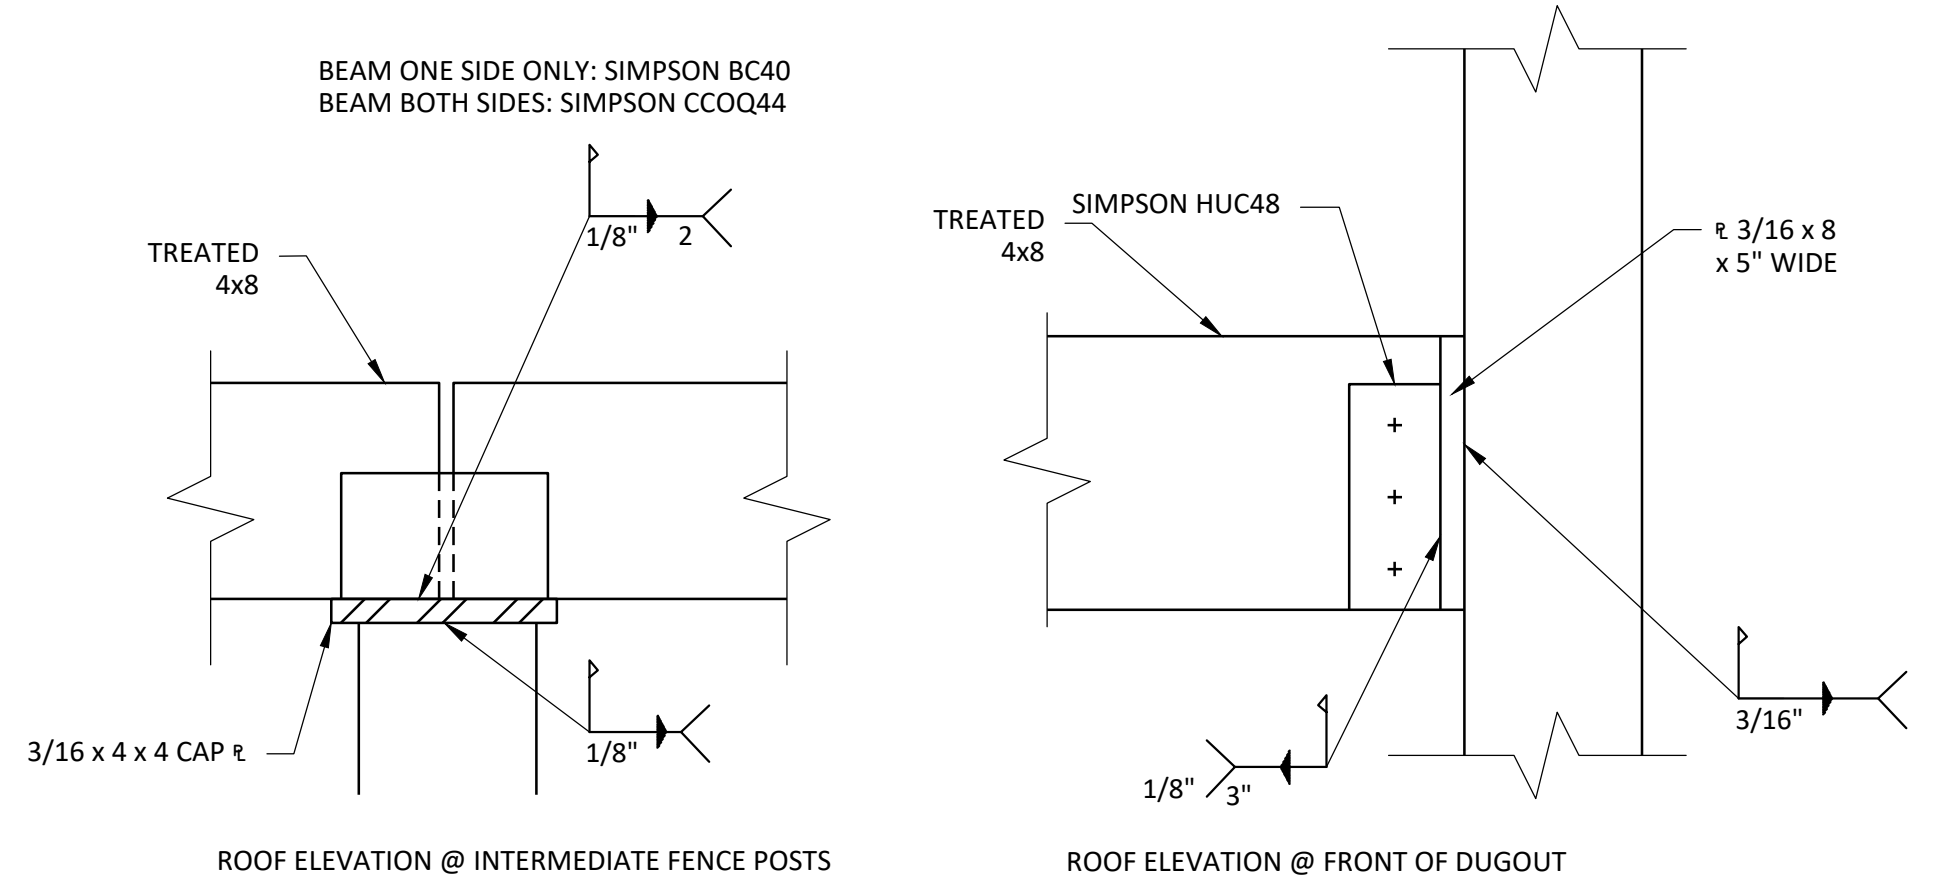 BEAM ONE SIDE ONLY: SIMPSON BC40
BEAM BOTH SIDES: SIMPSON CCOQ44
1/8" 2
TREATED
4x8
3/16 x 4 x 4 CAP ⅊
1/8"
ROOF ELEVATION @ INTERMEDIATE FENCE POSTS
TREATED
4x8
SIMPSON HUC48
⅊ 3/16 x 8
x 5" WIDE
1/8" 3"
3/16"
ROOF ELEVATION @ FRONT OF DUGOUT